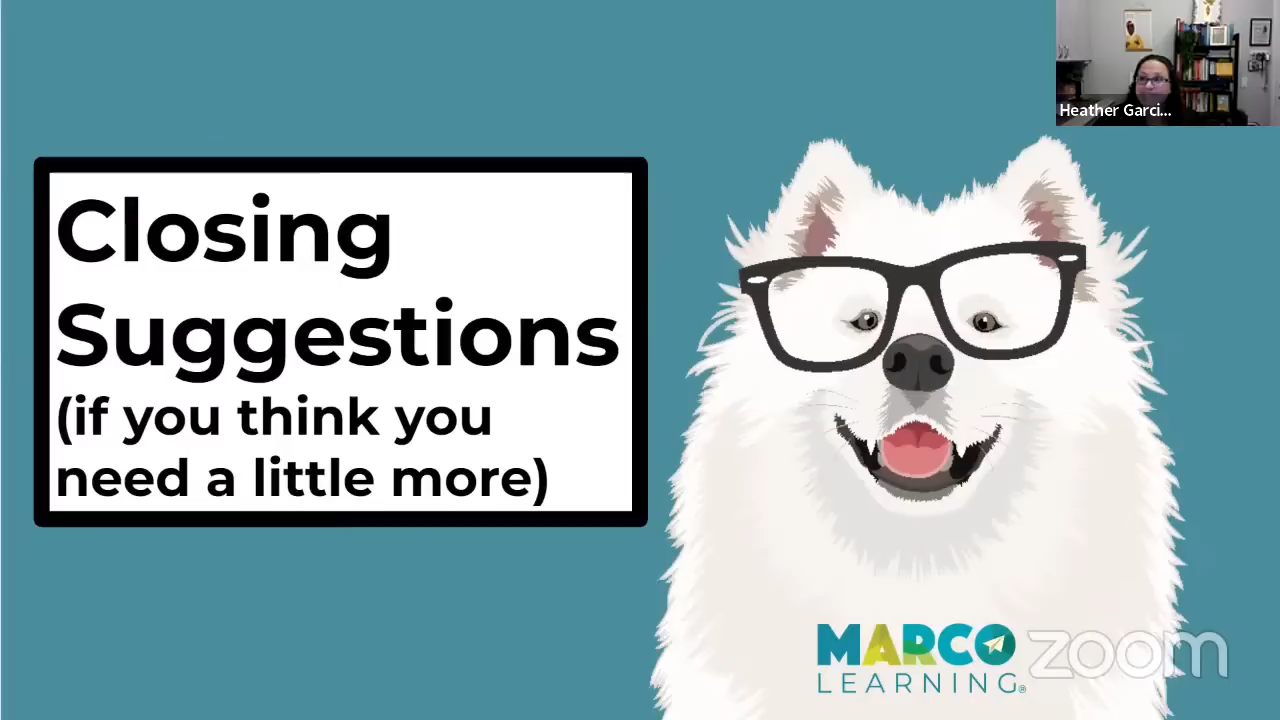 Heather Garci...
Closing
Suggestions
(if you think you
need a little more)
MARCO
LEARNING®
zoom